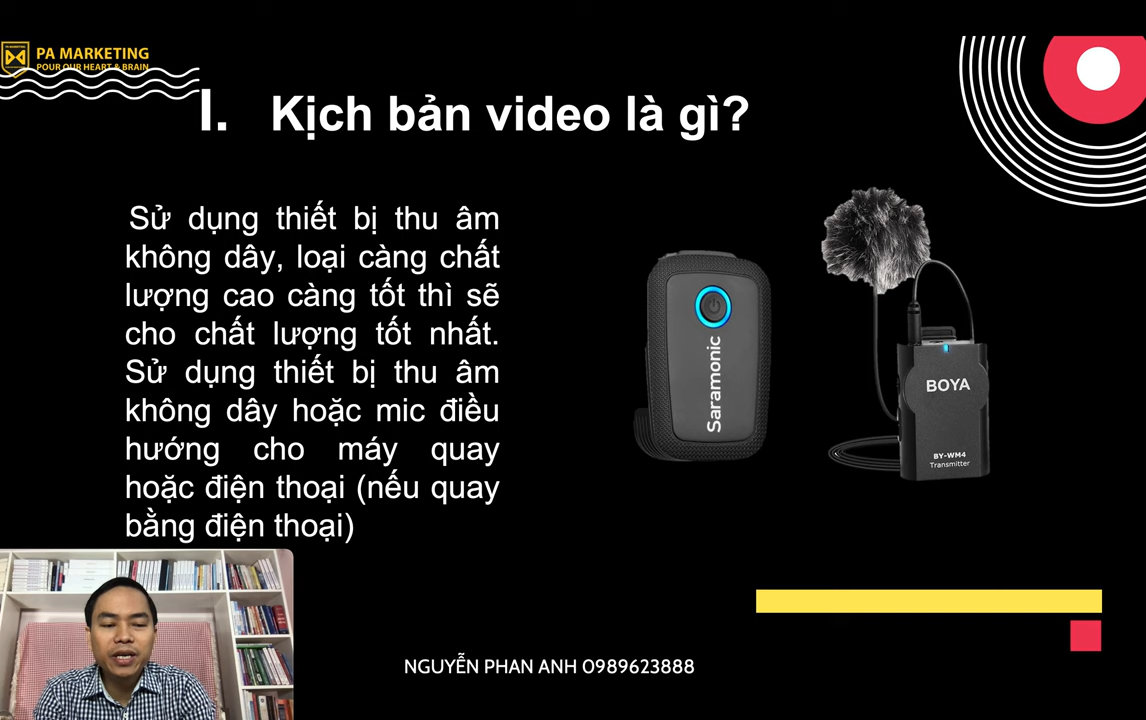 PA MARKETING
POUR OUR HEART & BRAIN
I. Kịch bản video là gì?
Sử dụng thiết bị thu âm
không dây, loại càng chất
lượng cao càng tốt thì sẽ
cho chất lượng tốt nhất.
Sử dụng thiết bị thu âm
không dây hoặc mic điều
hướng cho máy quay
hoặc điện thoại (nếu quay
bằng điện thoại)
Saramonic
BOYA
BY-WM4
Transmitter
NGUYỄN PHAN ANH 0989623888